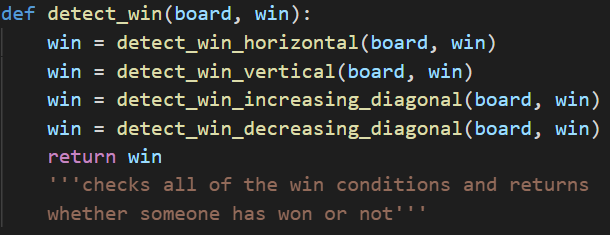 def detect_win(board, win):
    win = detect_win_horizontal(board, win)
    win = detect_win_vertical(board, win)
    win = detect_win_increasing_diagonal(board, win)
    win = detect_win_decreasing_diagonal(board, win)
    return win
    '''checks all of the win conditions and returns
    whether someone has won or not'''